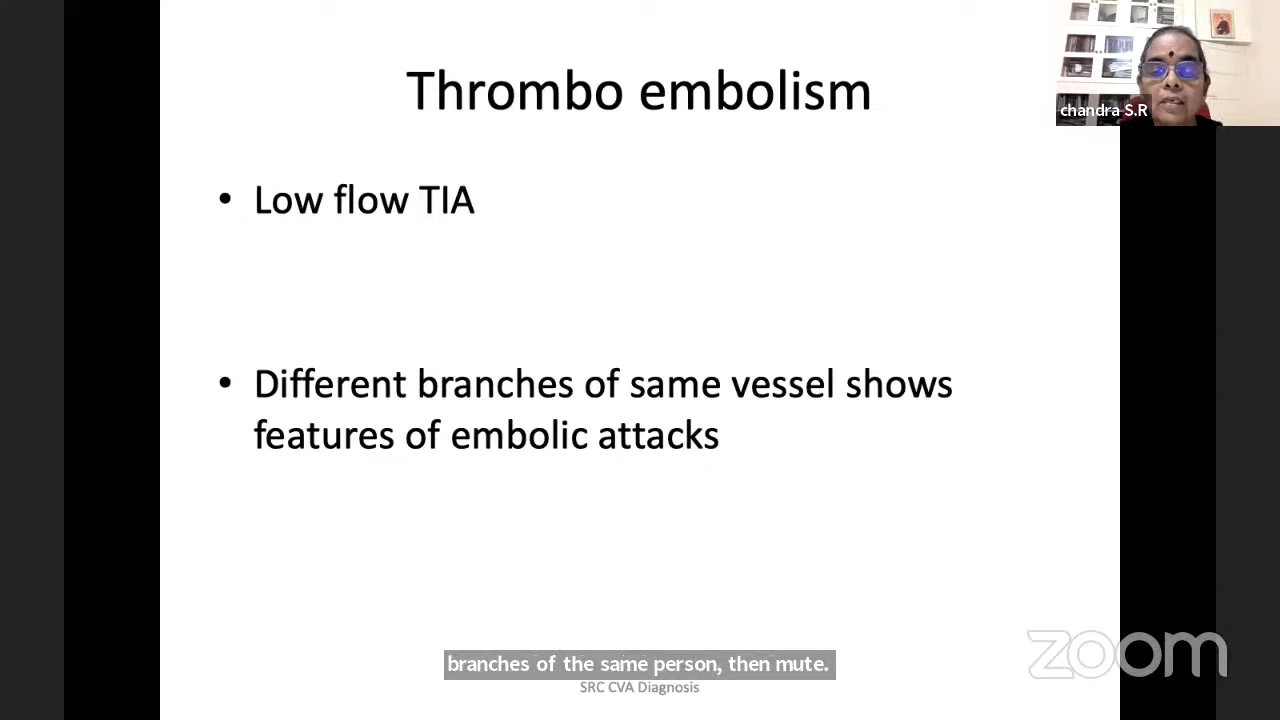 Thrombo embolism
chandra S.R
• Low flow TIA
• Different branches of same vessel shows
features of embolic attacks
branches of the same person, then mute.
SRC CVA Diagnosis
zoom